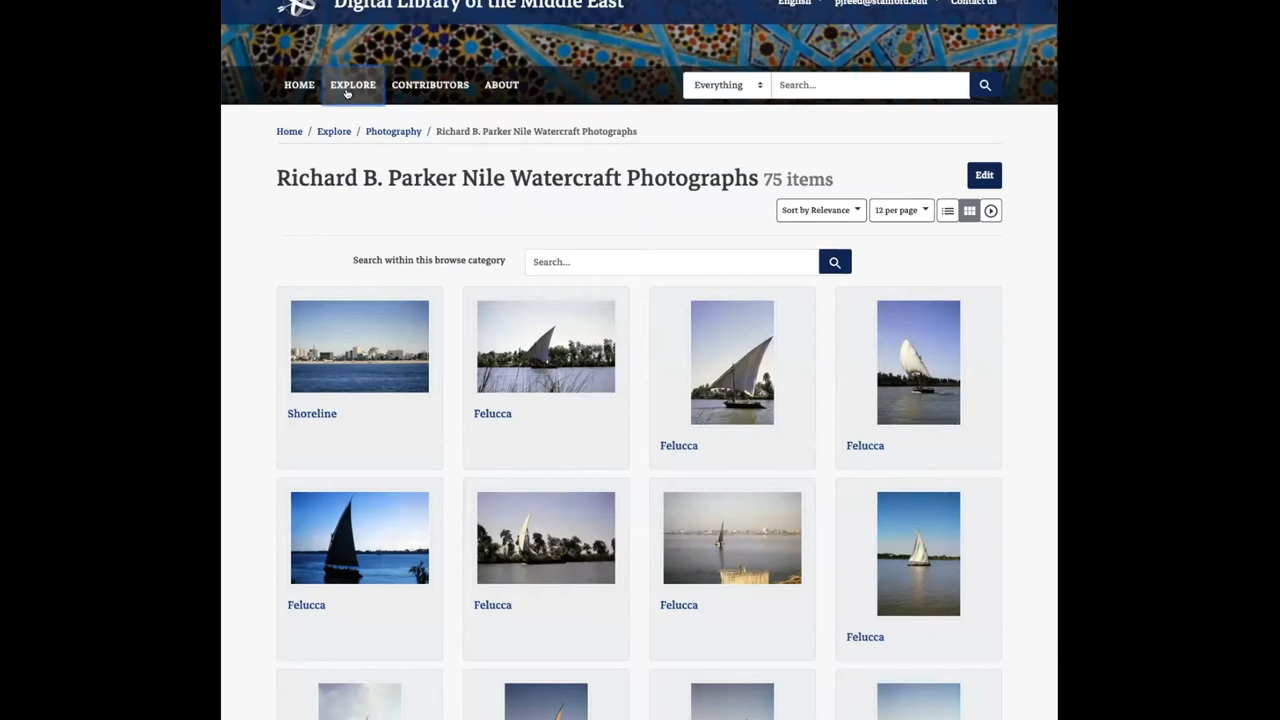 Digital Library of the Middle East
English pjreed@stanford.edu Contact us
HOME EXPLORE CONTRIBUTORS ABOUT Everything Search...
Home / Explore / Photography / Richard B. Parker Nile Watercraft Photographs
Richard B. Parker Nile Watercraft Photographs 75 items Edit
Sort by Relevance 12 per page
Search within this browse category Search...
Shoreline
Felucca
Felucca
Felucca
Felucca
Felucca
Felucca
Felucca